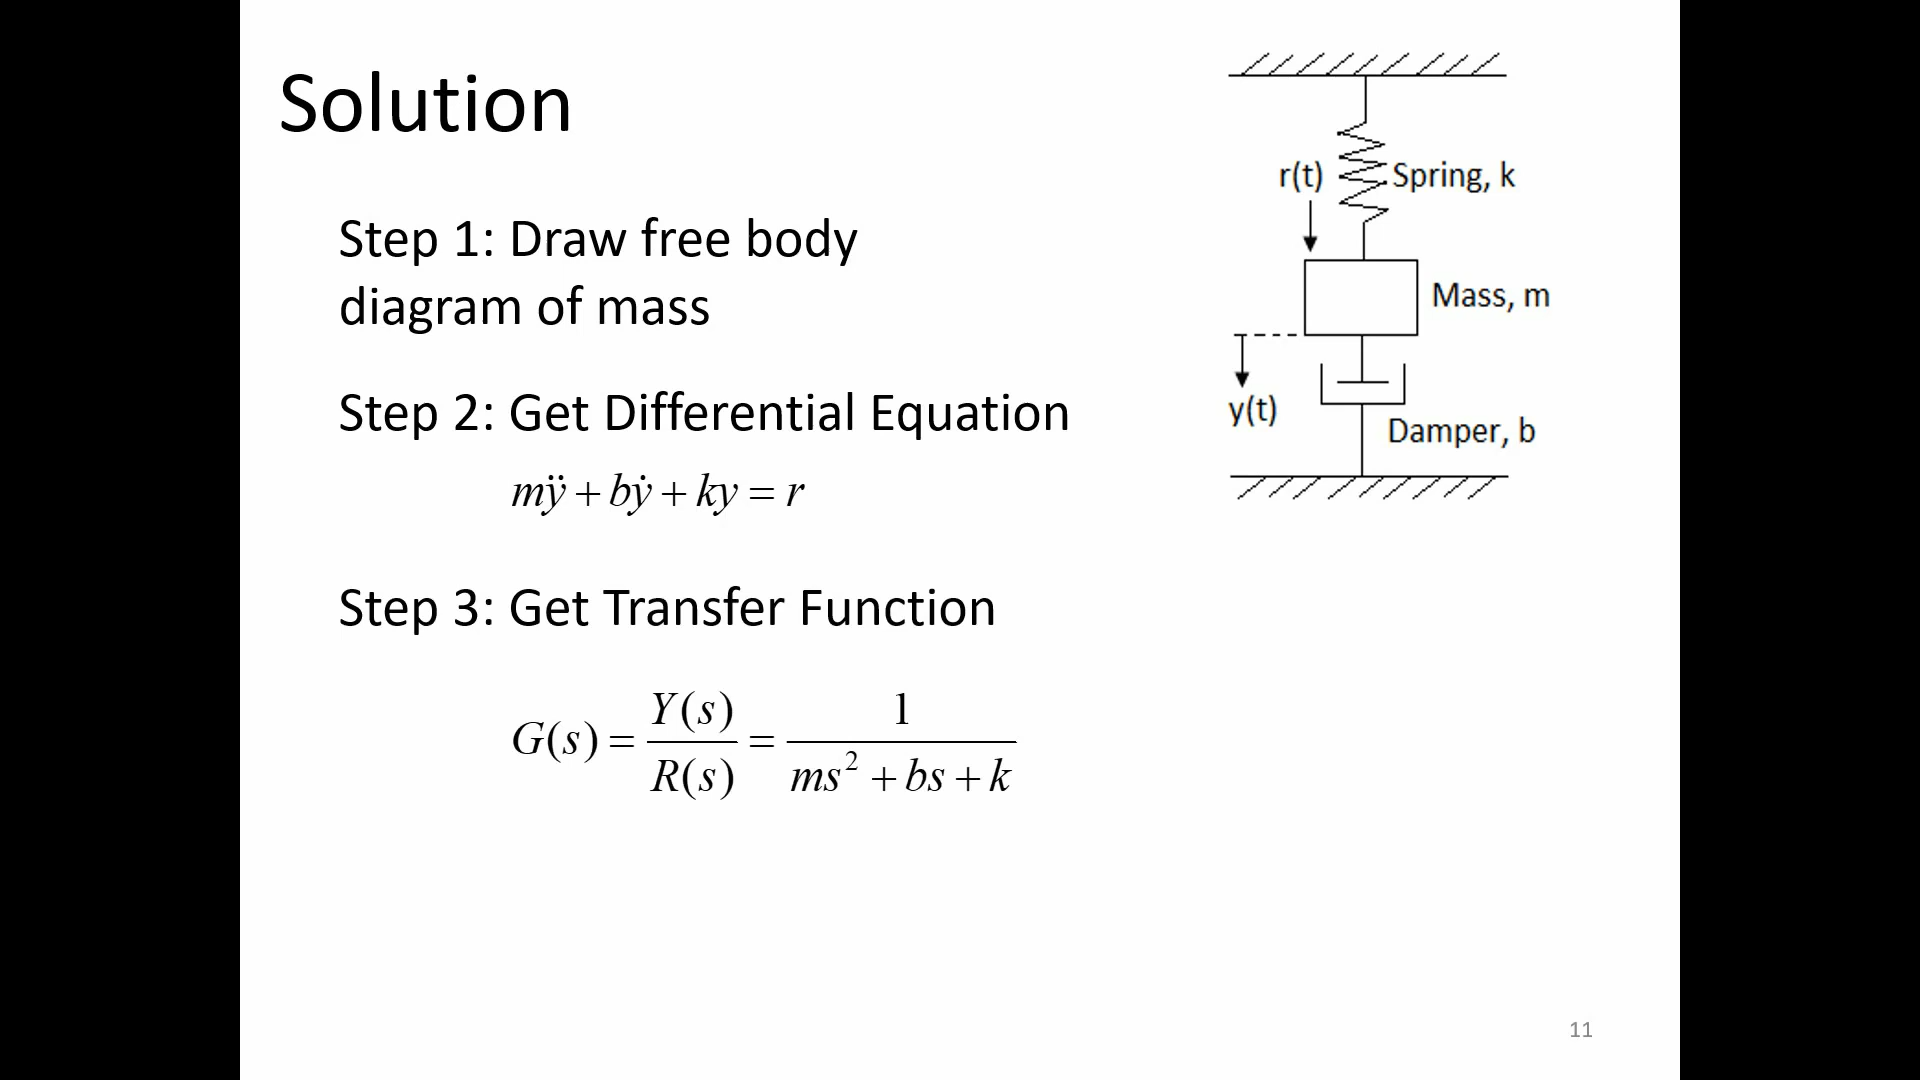 Solution
Step 1: Draw free body
diagram of mass
Step 2: Get Differential Equation
mÿ + bẏ + ky = r
Step 3: Get Transfer Function
G(s) = Y(s)/R(s) = 1/(ms² + bs + k)
r(t)
Spring, k
Mass, m
y(t)
Damper, b
11